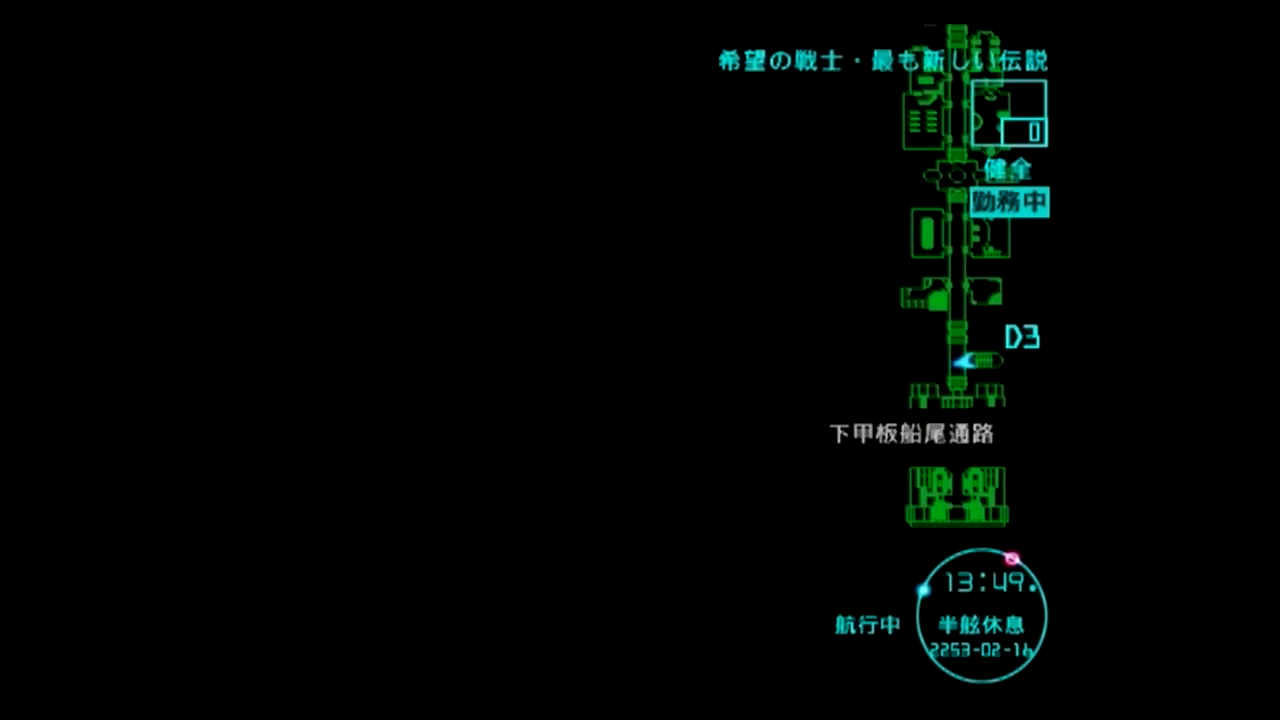 希望の戦士・最も新しい伝説
0
健全
勤務中
D3
下甲板船尾通路
13:49.
航行中
半舷休息
2253-02-16